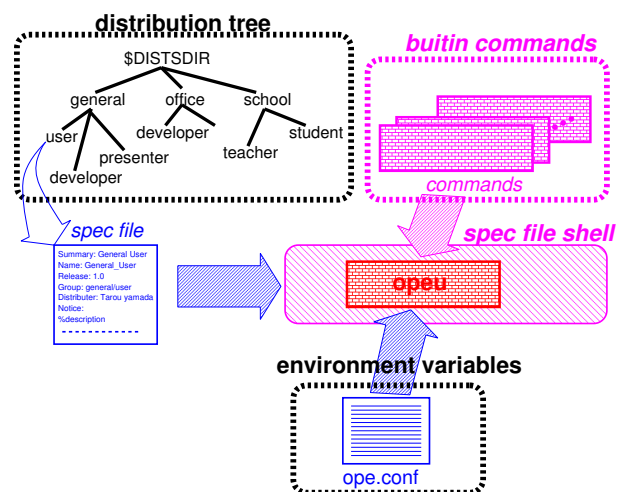 distribution tree
$DISTSDIR
general office school
user developer student
presenter teacher
developer
buitin commands
commands
spec file
Summary: General User
Name: General_User
Release: 1.0
Group: general/user
Distributer: Tarou yamada
Notice:
%description
spec file shell
opeu
environment variables
ope.conf